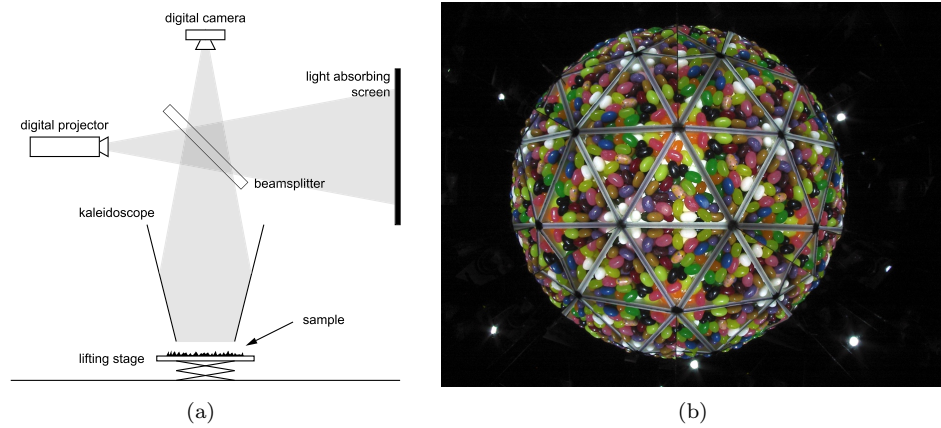 digital camera
light absorbing
screen
digital projector
beamsplitter
kaleidoscope
sample
lifting stage
(a)
(b)